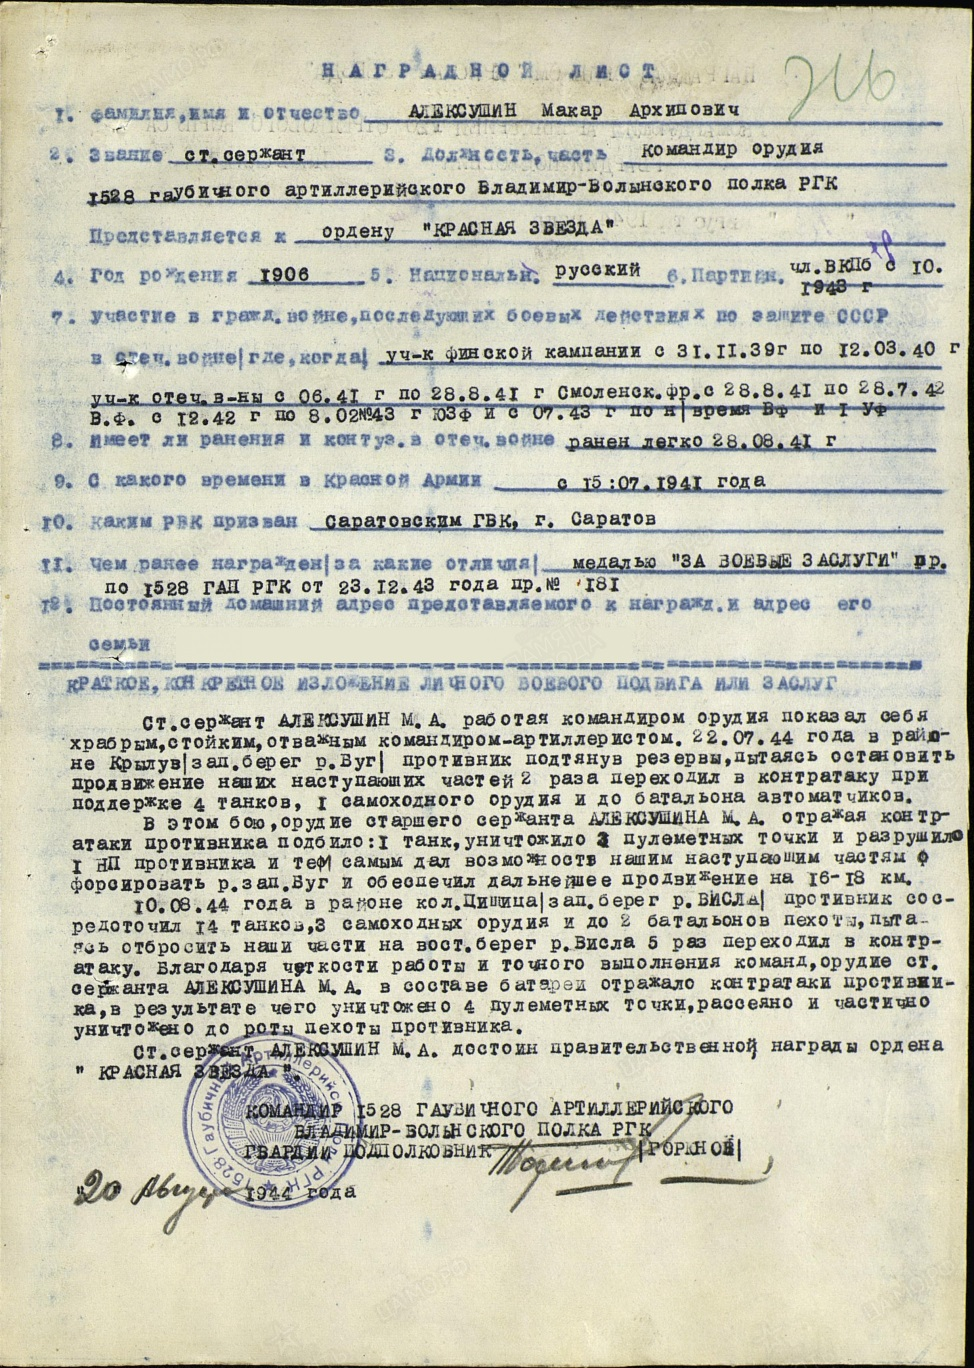 НАГРАДНОЙ ЛИСТ
1. фамилия,имя и отчество АЛЕКСУШИН Макар Архипович
2. Звание ст.сержант 3. Должность,часть командир орудия
1528 гаубичного артиллерийского Владимир-Волынского полка РГК
Представляется к ордену "КРАСНАЯ ЗВЕЗДА"
4. Год рождения 1906 5. Национальн. русский 6. Партийн. чл.ВКПб с 10.
1943 г
7. участие в гражд.войне,последующих боевых действиях по защите СССР
в отеч.войне|где,когда| уч-к финской кампании с 31.11.39г по 12.03.40 г
уч-к отеч.в-ны с 06.41 г по 28.8.41 г Смоленск.фр.с 28.8.41 по 28.7.42
В.Ф. с 12.42 г по 8.02№43 г ЮЗФ и с 07.43 г по н|время ВФ и I УФ
8. Имеет ли ранения и контуз.в отеч.войне ранен легко 28.08.41 г
9. С какого времени в Красной Армии с 15:07.1941 года
10. Каким РВК призван Саратовским ГВК, г. Саратов
11. Чем ранее награжден|за какие отличия| медалью "ЗА БОЕВЫЕ ЗАСЛУГИ" пр.
по 1528 ГАП РГК от 23.12.43 года пр.№ 181
12. Постоянный домашний адрес представляемого к награжд.и адрес его
семьи
КРАТКОЕ,КОНКРЕТНОЕ ИЗЛОЖЕНИЕ ЛИЧНОГО БОЕВОГО ПОДВИГА ИЛИ ЗАСЛУГ
Ст.сержант АЛЕКСУШИН М.А. работая командиром орудия показал себя
храбрым,стойким,отважным командиром-артиллеристом. 22.07.44 года в райо-
не Крылув|зап.берег р.Буг| противник подтянув резервы,пытаясь остановить
продвижение наших наступающих частей 2 раза переходил в контратаку при
поддержке 4 танков, I самоходного орудия и до батальона автоматчиков.
В этом бою,орудие старшего сержанта АЛЕКСУШИНА М.А. отражая контр-
атаки противника подбило:I танк,уничтожило 3 пулеметных точки и разрушило
I НП противника и тем самым дал возможность нашим наступающим частям ф
форсировать р.зап.Буг и обеспечил дальнейшее продвижение на 16-18 км.
10.08.44 года в районе кол.Цишица|зап.берег р.ВИСЛА| противник сос-
редоточил 14 танков,3 самоходных орудия и до 2 батальонов пехоты,пыта-
ясь отбросить наши части на вост.берег р.Висла 5 раз переходил в контр-
атаку. Благодаря четкости работы и точного выполнения команд,орудие ст.
сержанта АЛЕКСУШИНА М.А. в составе батареи отражало контратаки противни-
ка,в результате чего уничтожено 4 пулеметных точки,рассеяно и частично
уничтожено до роты пехоты противника.
Ст.сержант АЛЕКСУШИН М.А. достоин правительственной награды ордена
" КРАСНАЯ ЗВЕЗДА ".
КОМАНДИР 1528 ГАУБИЧНОГО АРТИЛЛЕРИЙСКОГО
ВЛАДИМИР-ВОЛЫНСКОГО ПОЛКА РГК
ГВАРДИИ ПОДПОЛКОВНИК
"20 Август 1944 года